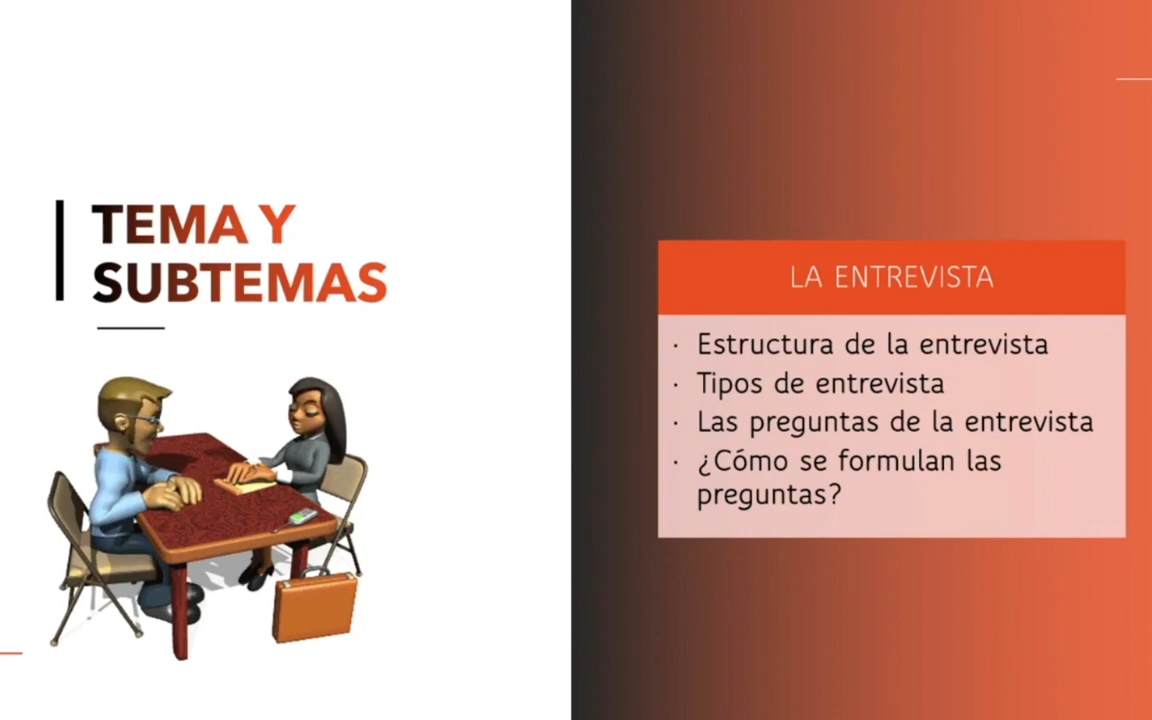 TEMA Y
SUBTEMAS
LA ENTREVISTA
· Estructura de la entrevista
· Tipos de entrevista
· Las preguntas de la entrevista
· ¿Cómo se formulan las
preguntas?